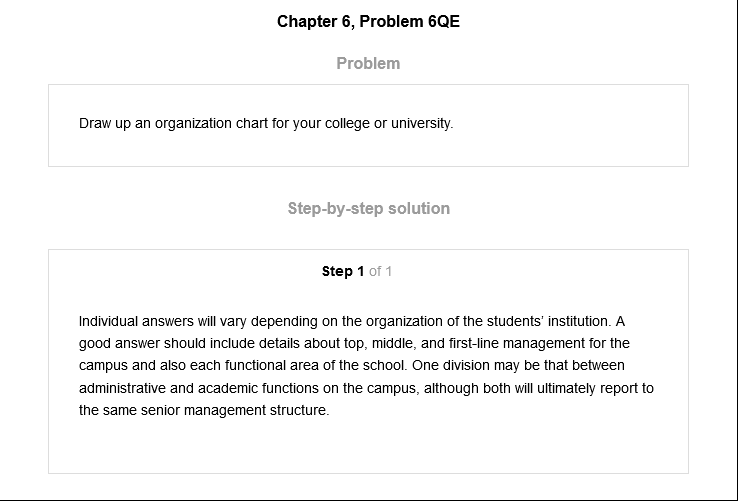 Chapter 6, Problem 6QE
Problem
Draw up an organization chart for your college or university.
Step-by-step solution
Step 1 of 1
Individual answers will vary depending on the organization of the students' institution. A
good answer should include details about top, middle, and first-line management for the
campus and also each functional area of the school. One division may be that between
administrative and academic functions on the campus, although both will ultimately report to
the same senior management structure.